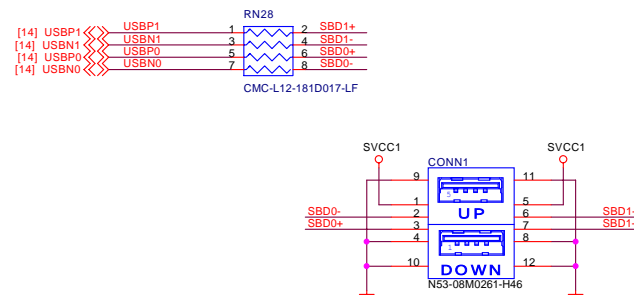 RN28
[14] USBP1 USBP1 1 2 SBD1+
[14] USBN1 USBN1 3 4 SBD1-
[14] USBP0 USBP0 5 6 SBD0+
[14] USBN0 USBN0 7 8 SBD0-
CMC-L12-181D017-LF
SVCC1 SVCC1
CONN1
9 11
5
1 5
SBD0- 2 UP 6 SBD1-
SBD0+ 3 7
4 1 8
10 DOWN 12
N53-08M0261-H46